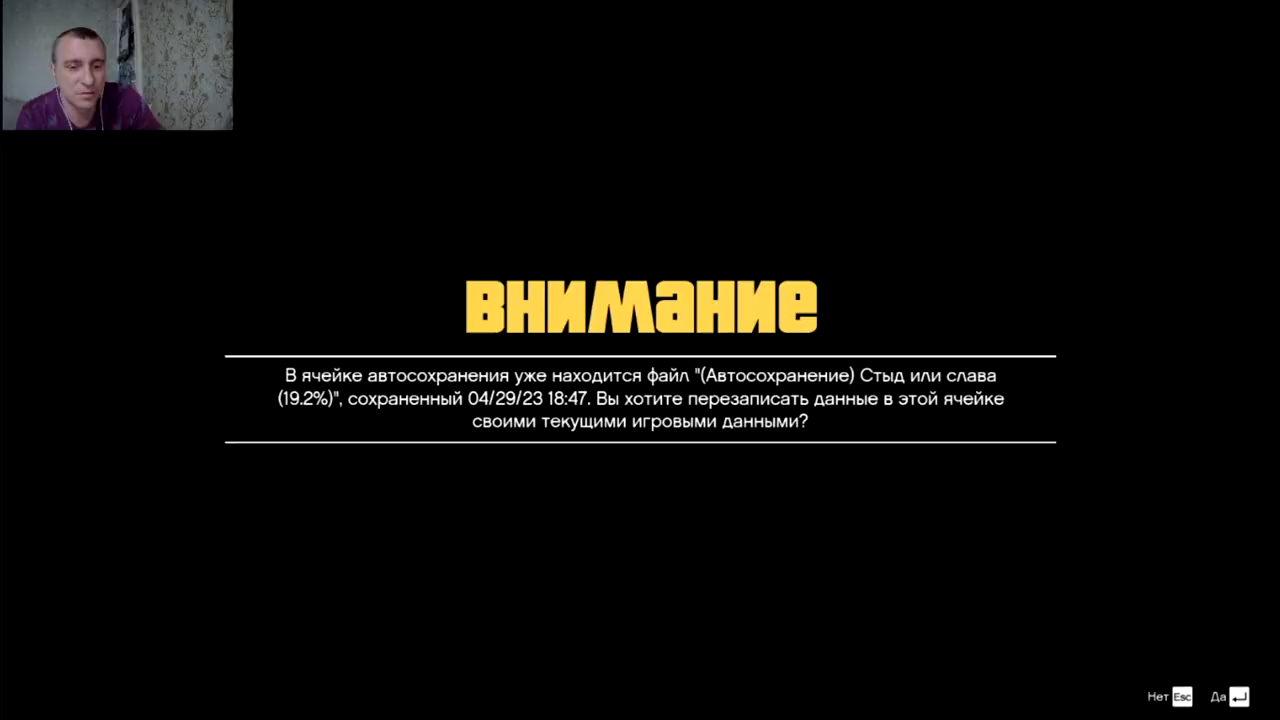 внимание
В ячейке автосохранения уже находится файл "(Автосохранение) Стыд или слава
(19.2%)", сохраненный 04/29/23 18:47. Вы хотите перезаписать данные в этой ячейке
своими текущими игровыми данными?
Нет Esc Да